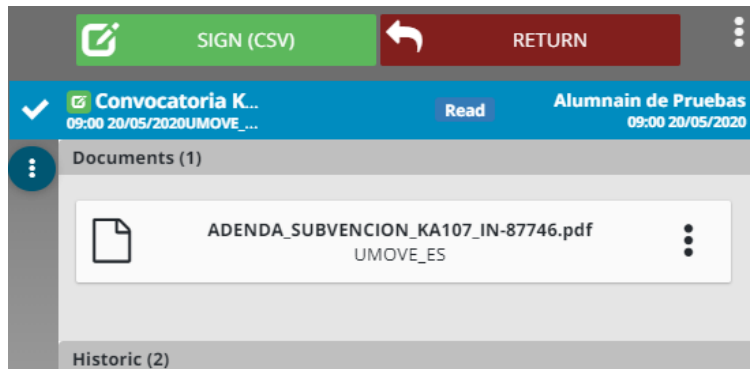 SIGN (CSV) RETURN
Convocatoria K... Read Alumnain de Pruebas
09:00 20/05/2020UMOVE_... 09:00 20/05/2020
Documents (1)
ADENDA_SUBVENCION_KA107_IN-87746.pdf
UMOVE_ES
Historic (2)